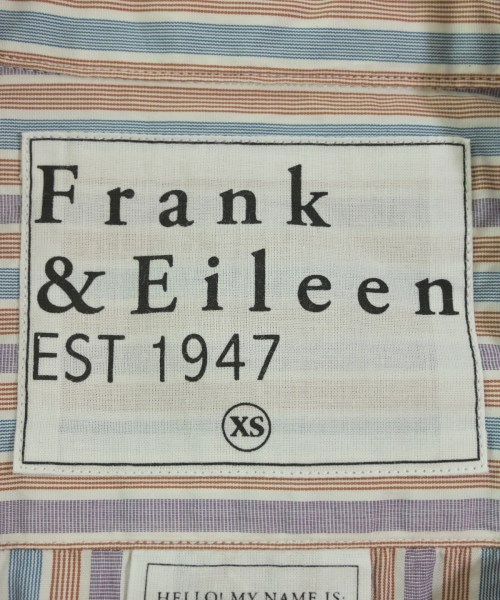 Frank
& Eileen
EST 1947
XS
HELLO! MY NAME IS: